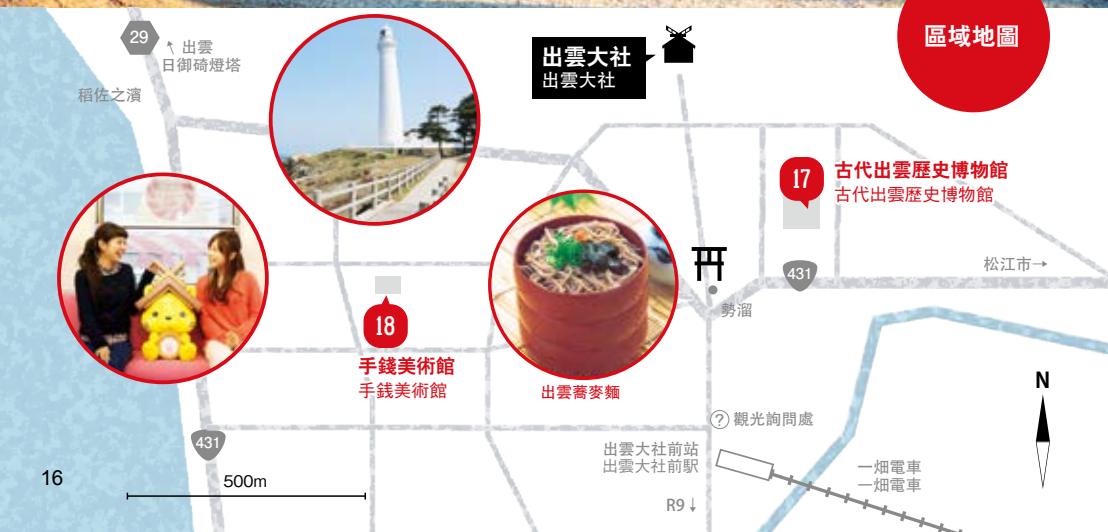 區域地圖
29
↖ 出雲
日御碕燈塔
稻佐之濱
出雲大社
出雲大社
17
古代出雲歷史博物館
古代出雲歴史博物館
431
松江市→
勢溜
18
手錢美術館
手銭美術館
出雲蕎麥麵
431
? 觀光詢問處
出雲大社前站
出雲大社前駅
一畑電車
一畑電車
R9↓
N
500m
16